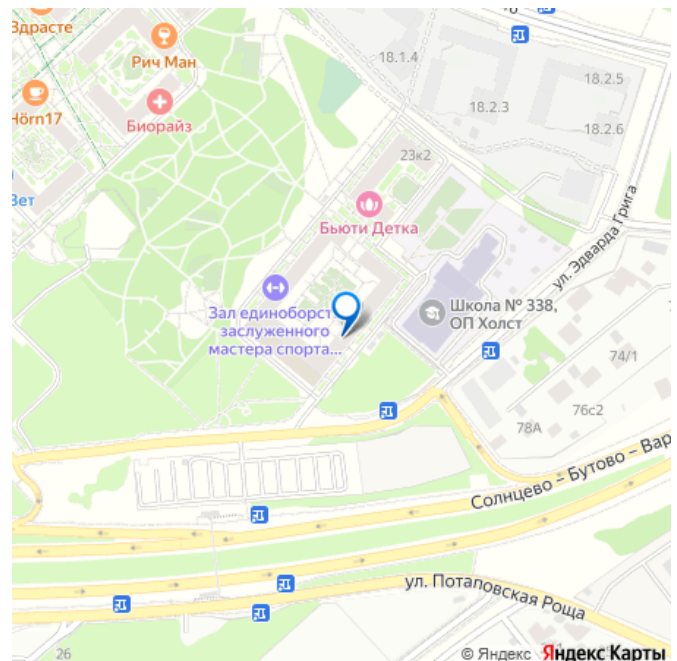 Здрасте
Рич Ман
18.1.4
18.2.5
Hörn17
Биорайз
18.2.3
18.2.6
Вет
23к2
Бьюти Детка
ул. Эдварда Грига
Зал единоборст
заслуженного
мастера спорта...
Школа № 338,
ОП Холст
74/1
76с2
78А
Солнцево – Бутово – Вар
ул. Потаповская Роща
26
© Яндекс Яндекс Карты